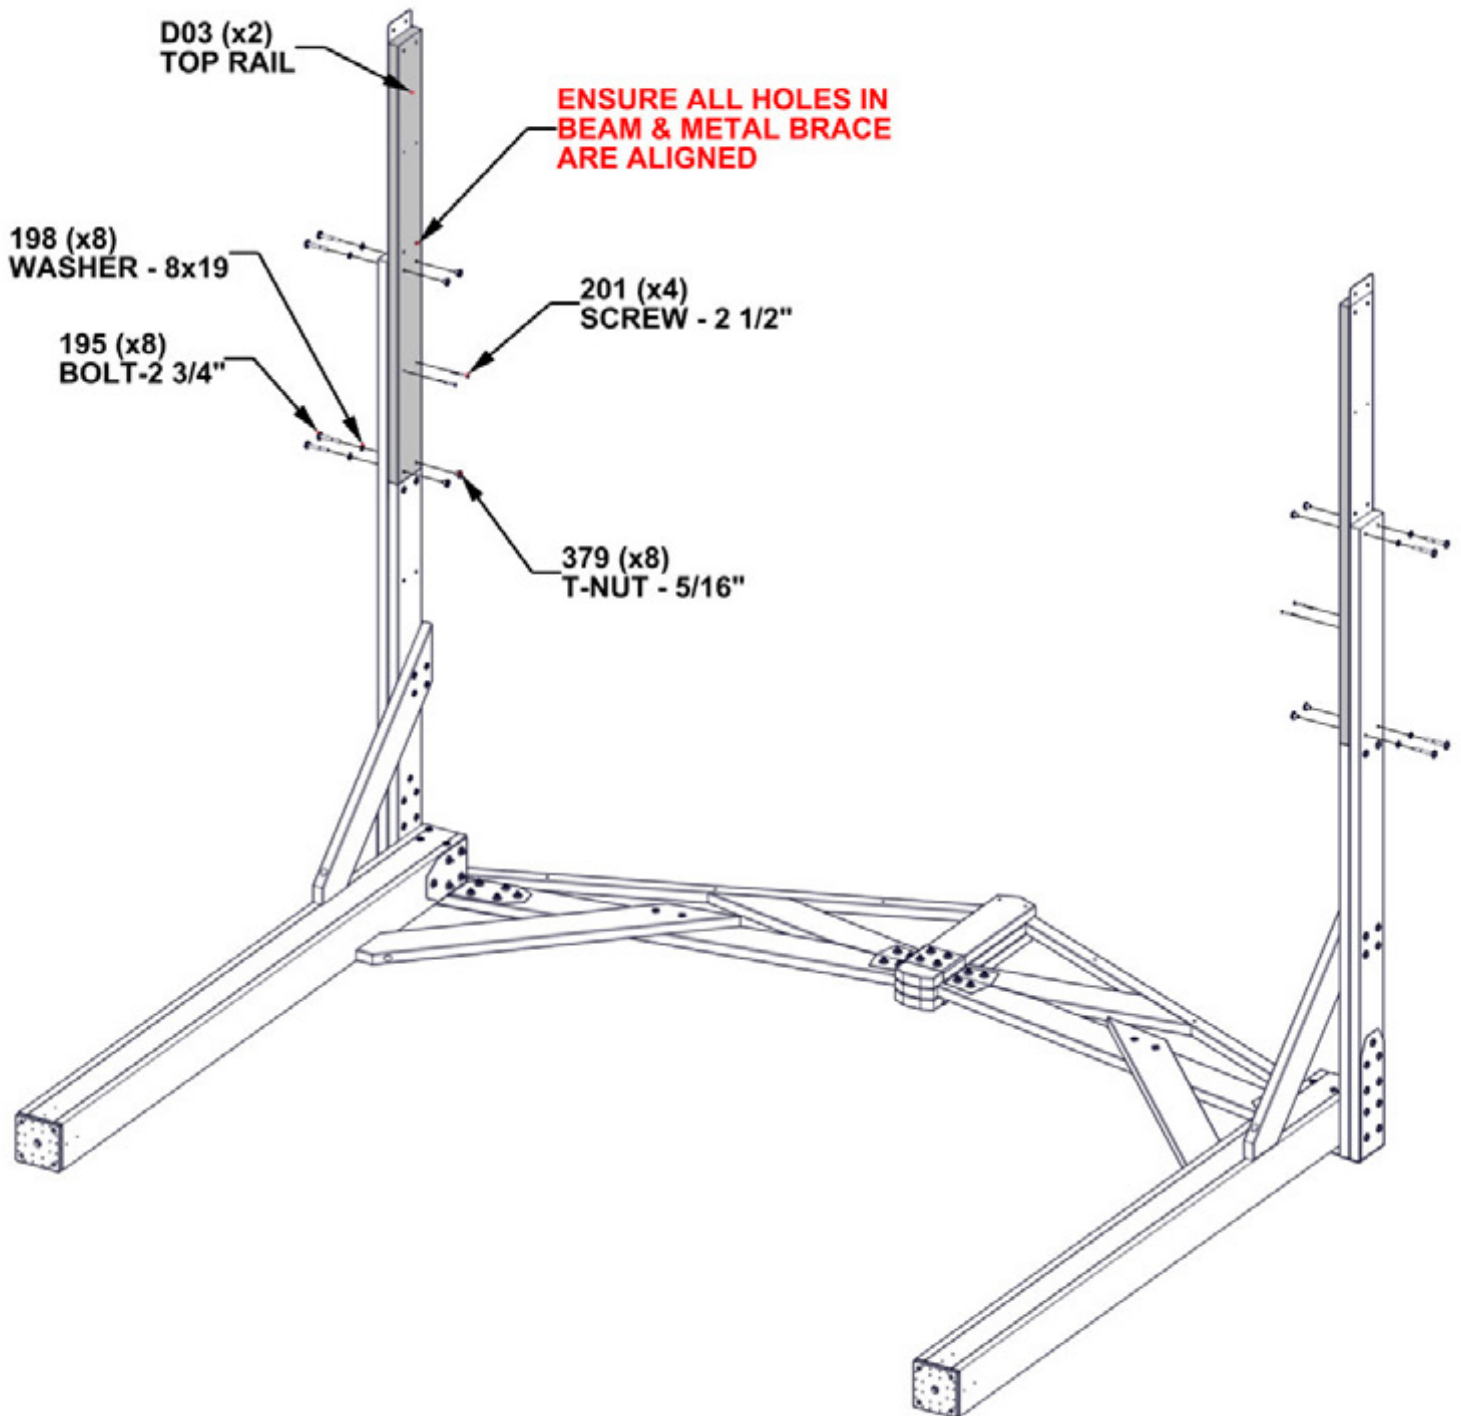 D03 (x2)
TOP RAIL
ENSURE ALL HOLES IN
BEAM & METAL BRACE
ARE ALIGNED
198 (x8)
WASHER - 8x19
201 (x4)
SCREW - 2 1/2"
195 (x8)
BOLT-2 3/4"
379 (x8)
T-NUT - 5/16"